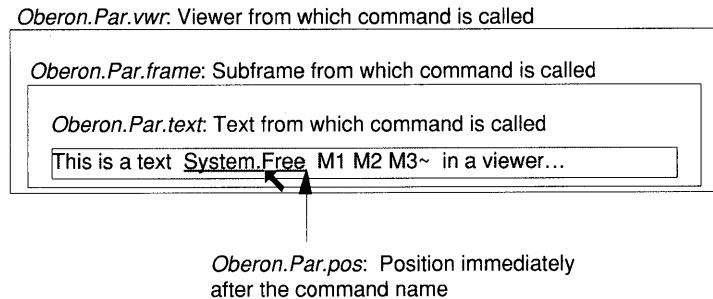 Oberon.Par.vwr: Viewer from which command is called
Oberon.Par.frame: Subframe from which command is called
Oberon.Par.text: Text from which command is called
This is a text System.Free M1 M2 M3~ in a viewer...
Oberon.Par.pos: Position immediately
after the command name